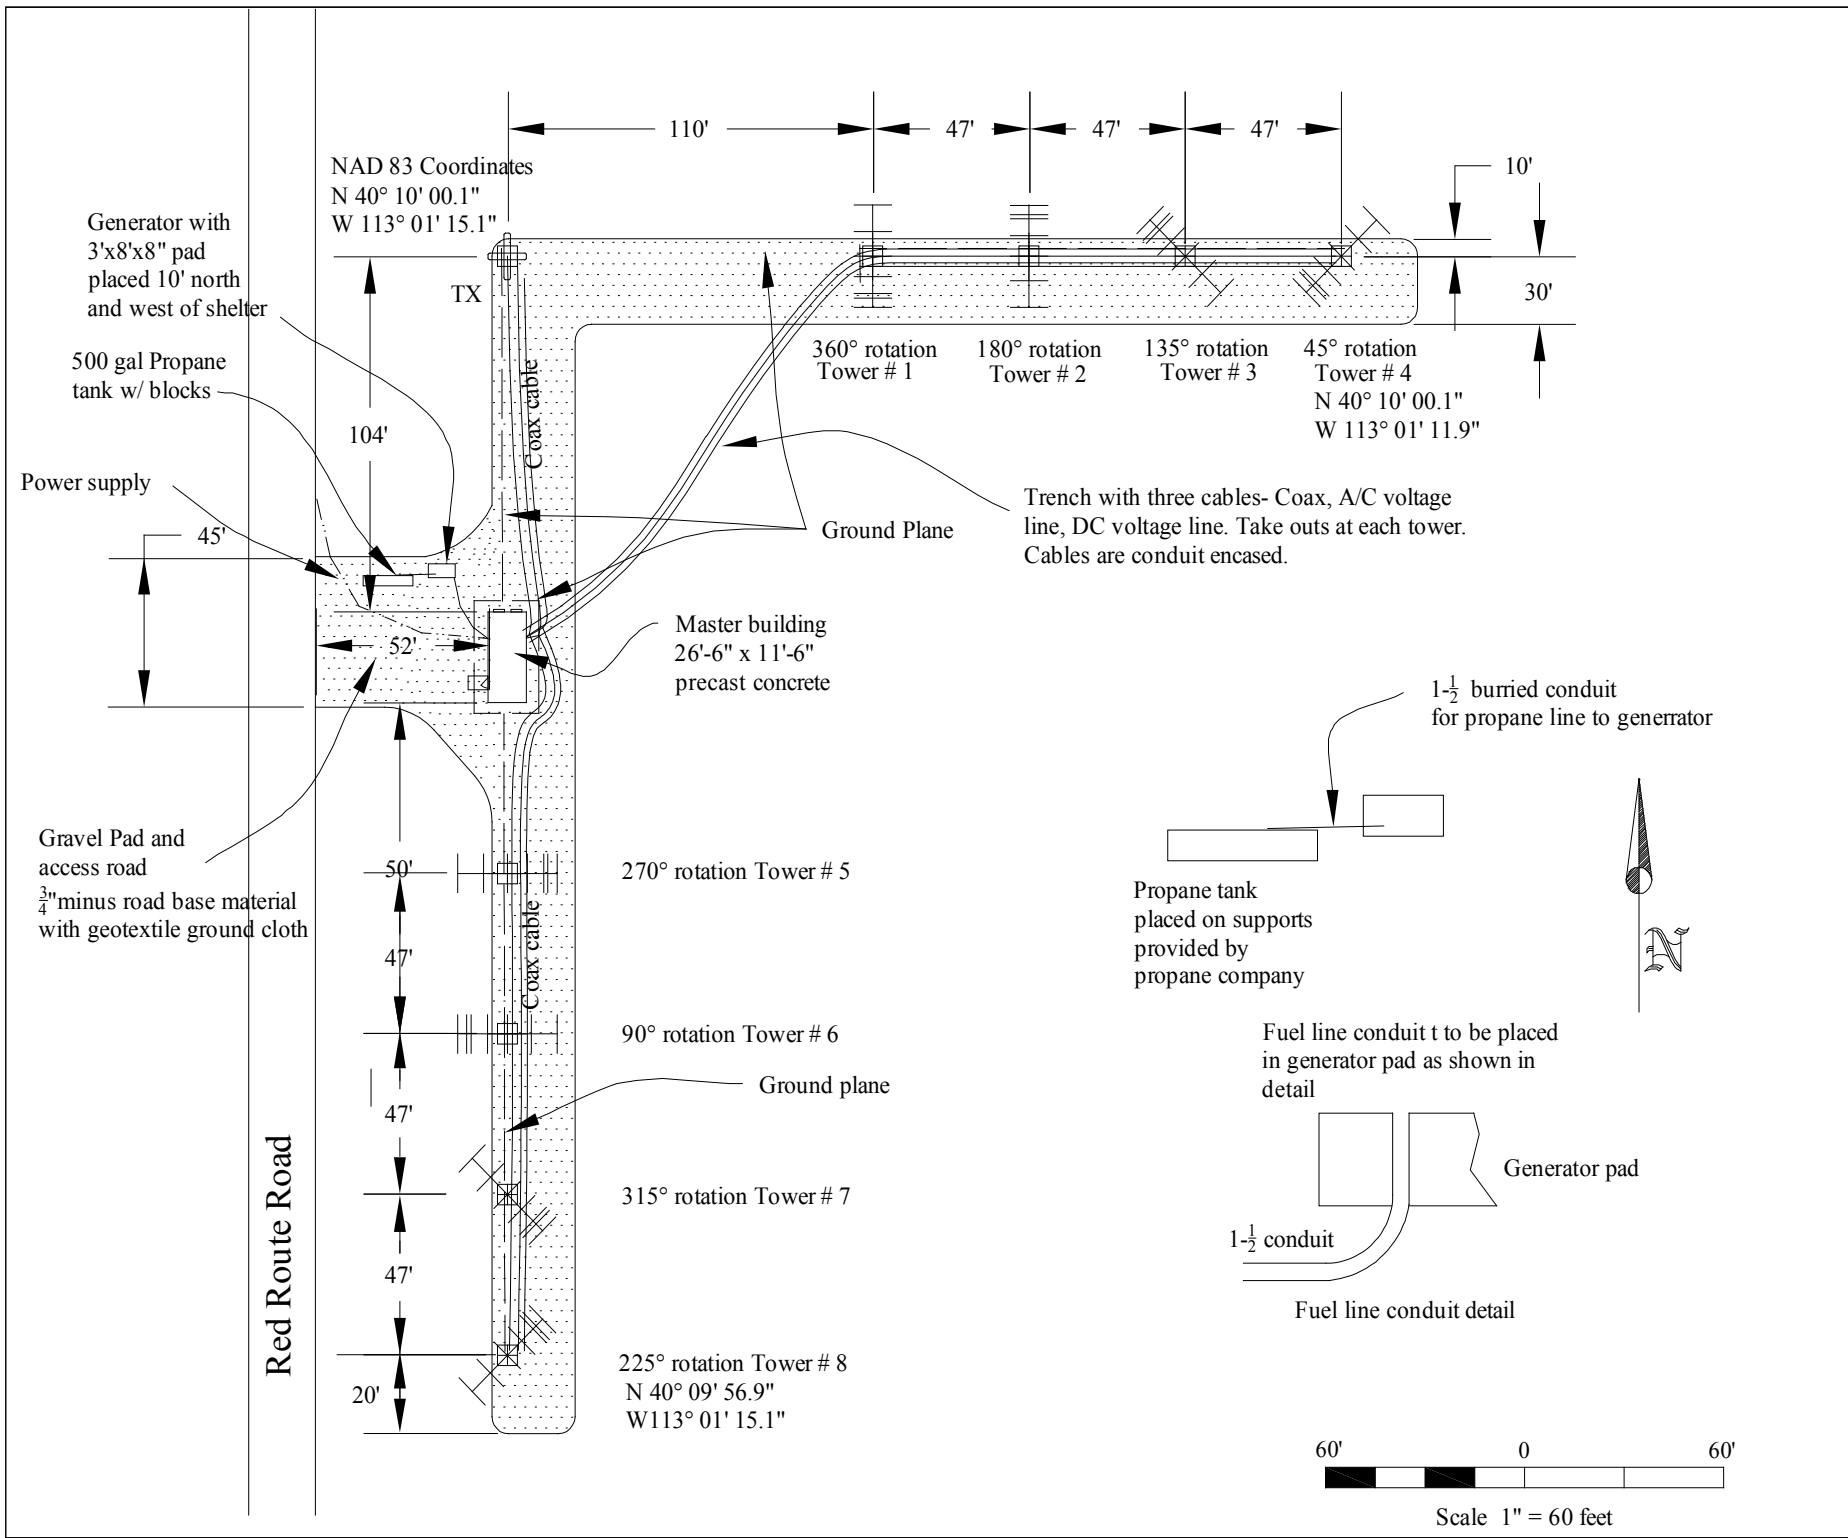 110'
47'
47'
47'
NAD 83 Coordinates
N 40° 10' 00.1"
W 113° 01' 15.1"
10'
30'
Generator with
3'x8'x8" pad
placed 10' north
and west of shelter
TX
500 gal Propane
tank w/ blocks
360° rotation
Tower # 1
180° rotation
Tower # 2
135° rotation
Tower # 3
45° rotation
Tower # 4
N 40° 10' 00.1"
W 113° 01' 11.9"
Coax cable
104'
Power supply
45'
Ground Plane
Trench with three cables- Coax, A/C voltage
line, DC voltage line. Take outs at each tower.
Cables are conduit encased.
52'
Master building
26'-6" x 11'-6"
precast concrete
1-1/2 burried conduit
for propane line to generrator
Gravel Pad and
access road
3/4"minus road base material
with geotextile ground cloth
50'
270° rotation Tower # 5
Propane tank
placed on supports
provided by
propane company
N
47'
Coax cable
90° rotation Tower # 6
Fuel line conduit t to be placed
in generator pad as shown in
detail
Ground plane
47'
Red Route Road
Generator pad
315° rotation Tower # 7
1-1/2 conduit
47'
Fuel line conduit detail
225° rotation Tower # 8
N 40° 09' 56.9"
W113° 01' 15.1"
20'
60' 0 60'
Scale 1" = 60 feet